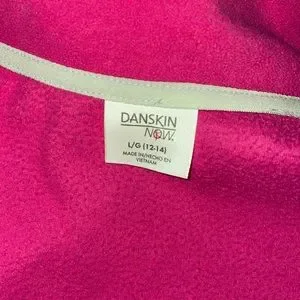 DANSKIN
NOW.
L/G (12-14)
MADE IN/HECHO EN
VIETNAM